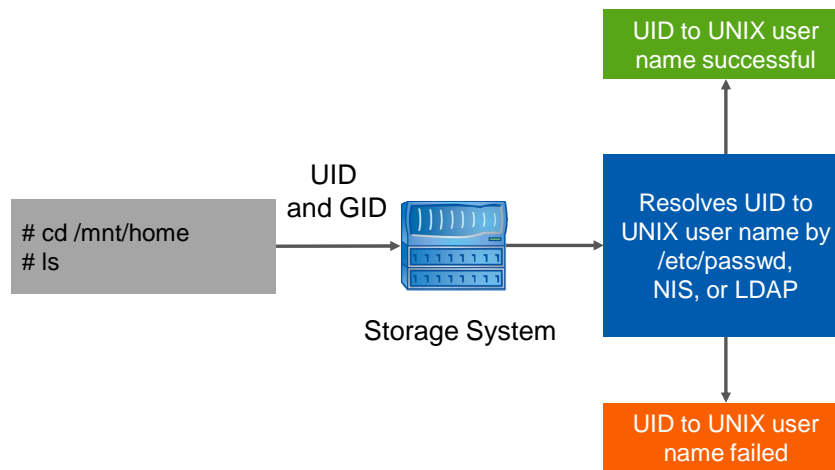 UID to UNIX user
name successful
UID
and GID
# cd /mnt/home
# ls
Resolves UID to
UNIX user name by
/etc/passwd,
NIS, or LDAP
Storage System
UID to UNIX user
name failed